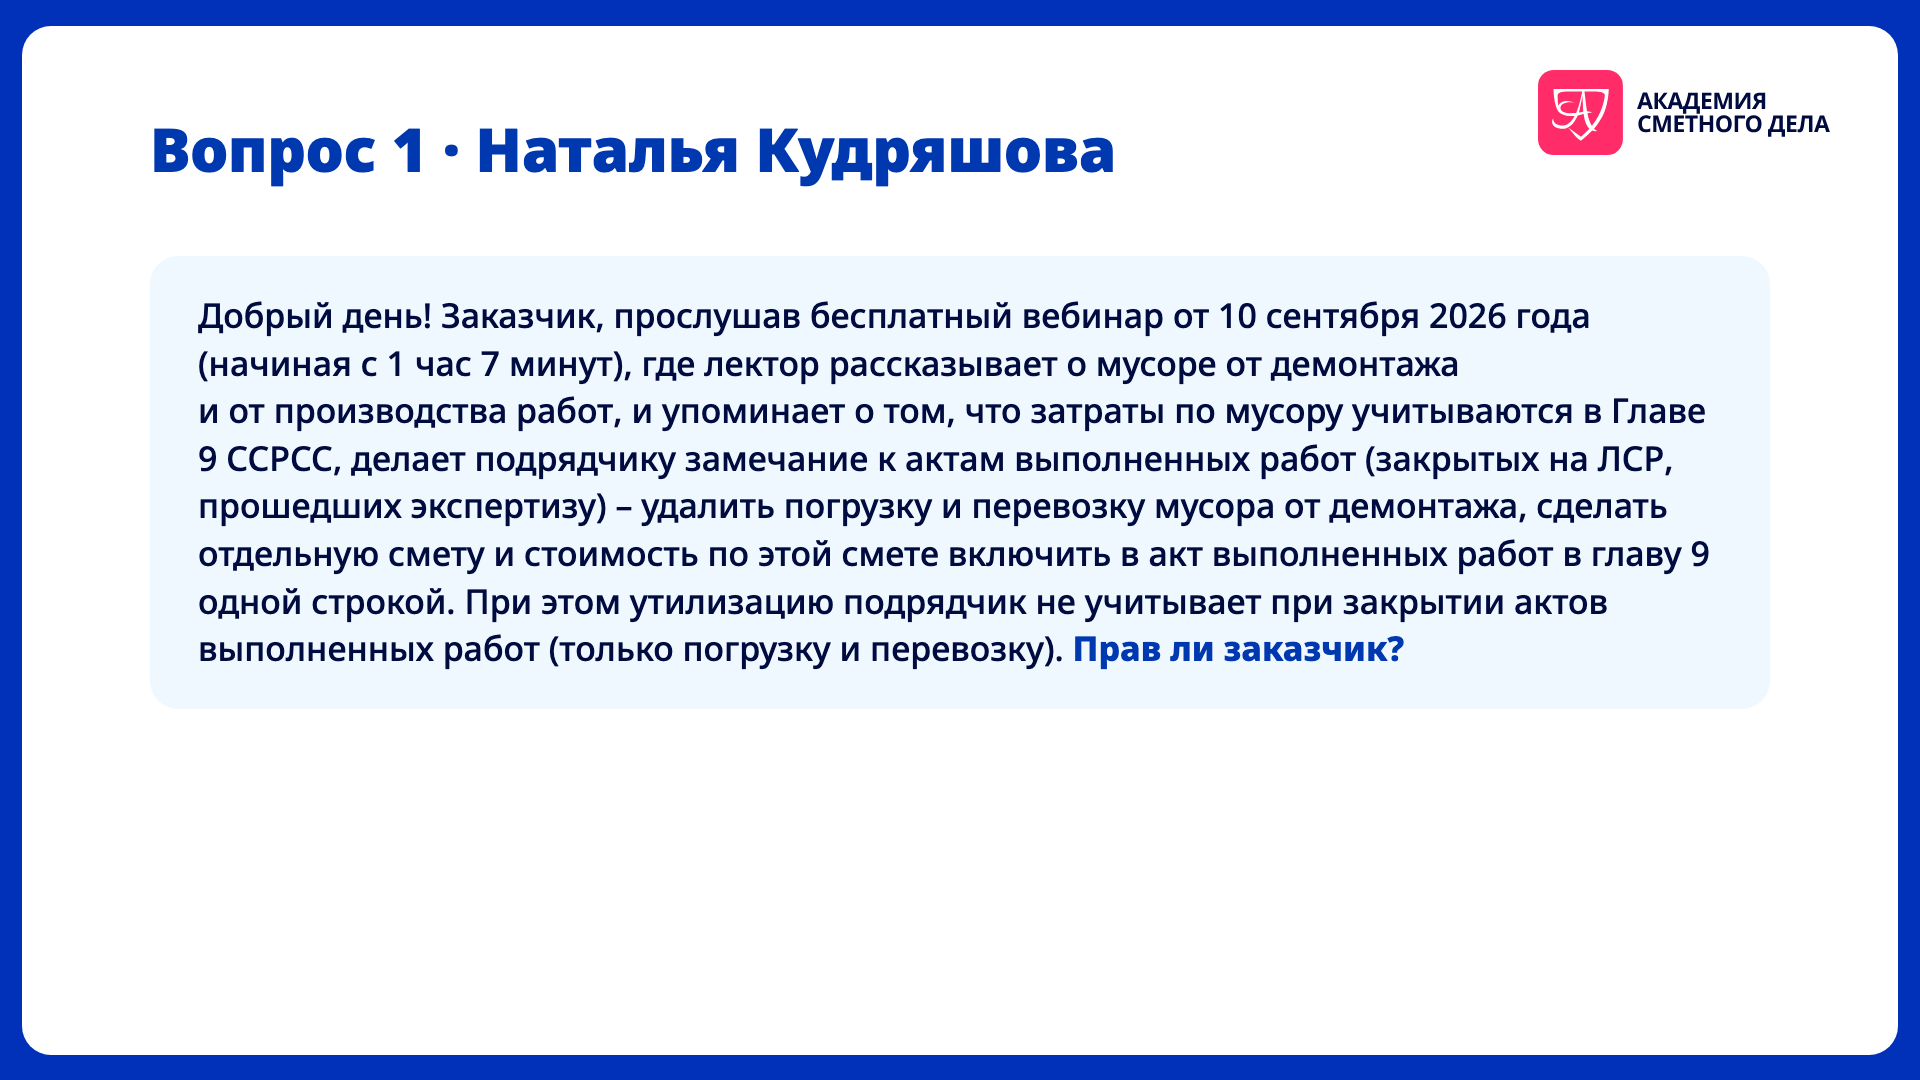 АКАДЕМИЯ
СМЕТНОГО ДЕЛА
Вопрос 1 · Наталья Кудряшова
Добрый день! Заказчик, прослушав бесплатный вебинар от 10 сентября 2026 года
(начиная с 1 час 7 минут), где лектор рассказывает о мусоре от демонтажа
и от производства работ, и упоминает о том, что затраты по мусору учитываются в Главе
9 ССРСС, делает подрядчику замечание к актам выполненных работ (закрытых на ЛСР,
прошедших экспертизу) – удалить погрузку и перевозку мусора от демонтажа, сделать
отдельную смету и стоимость по этой смете включить в акт выполненных работ в главу 9
одной строкой. При этом утилизацию подрядчик не учитывает при закрытии актов
выполненных работ (только погрузку и перевозку). Прав ли заказчик?